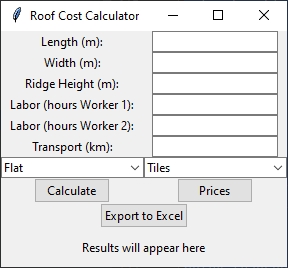 Roof Cost Calculator
Length (m):
Width (m):
Ridge Height (m):
Labor (hours Worker 1):
Labor (hours Worker 2):
Transport (km):
Flat Tiles
Calculate Prices
Export to Excel
Results will appear here